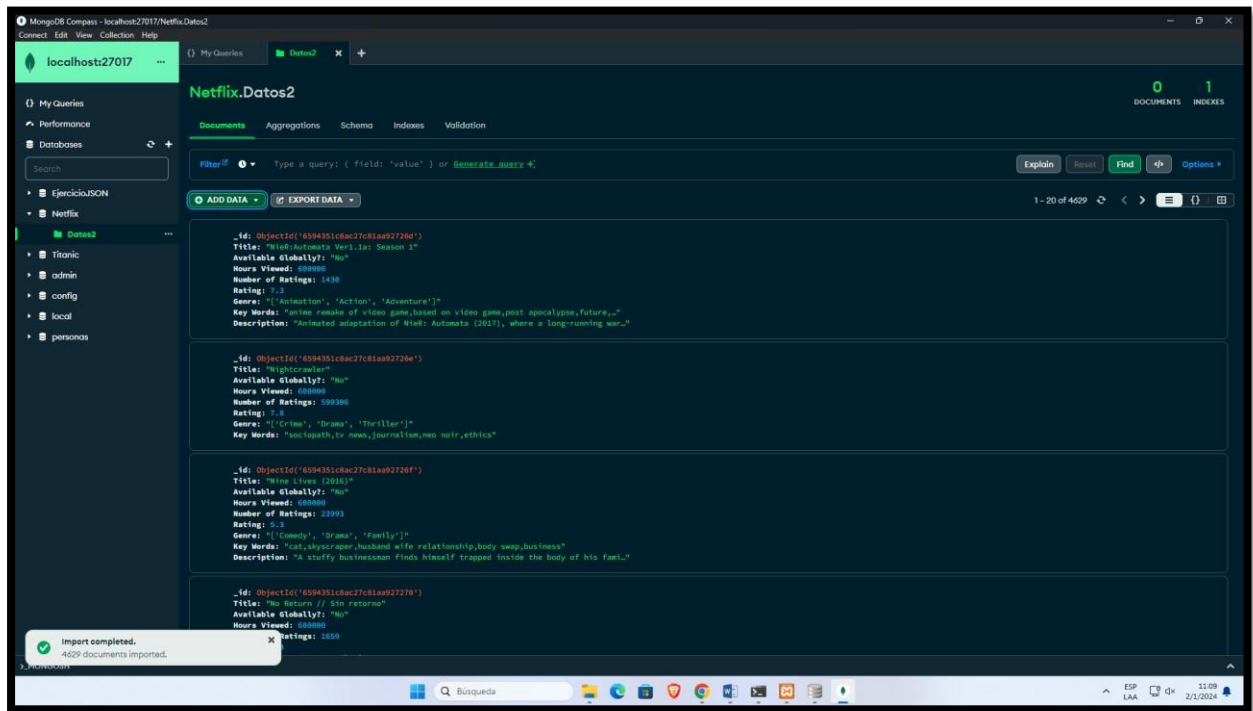 MongoDB Compass - localhost:27017/Netflix.Datos2
Connect Edit View Collection Help
localhost:27017 ...
{} My Queries
Datos2
{} My Queries
Performance
Databases
Search
EjercicioJSON
Netflix
Datos2 ...
Titanic
admin
config
local
personas
Netflix.Datos2
0 DOCUMENTS
1 INDEXES
Documents Aggregations Schema Indexes Validation
Filter Type a query: { field: 'value' } or Generate query
Explain Reset Find </> Options
ADD DATA EXPORT DATA
1 – 20 of 4629
_id: ObjectId('6594351c8ac27c81aa92726d')
Title: "NieR:Automata Ver1.1a: Season 1"
Available Globally?: "No"
Hours Viewed: 600000
Number of Ratings: 1430
Rating: 7.3
Genre: "['Animation', 'Action', 'Adventure']"
Key Words: "anime remake of video game,based on video game,post apocalypse,future,…"
Description: "Animated adaptation of NieR: Automata (2017), where a long-running war…"
_id: ObjectId('6594351c8ac27c81aa92726e')
Title: "Nightcrawler"
Available Globally?: "No"
Hours Viewed: 600000
Number of Ratings: 590306
Rating: 7.8
Genre: "['Crime', 'Drama', 'Thriller']"
Key Words: "sociopath,tv news,journalism,neo noir,ethics"
_id: ObjectId('6594351c8ac27c81aa92726f')
Title: "Nine Lives (2016)"
Available Globally?: "No"
Hours Viewed: 600000
Number of Ratings: 23993
Rating: 5.3
Genre: "['Comedy', 'Drama', 'Family']"
Key Words: "cat,skyscraper,husband wife relationship,body swap,business"
Description: "A stuffy businessman finds himself trapped inside the body of his fami…"
_id: ObjectId('6594351c8ac27c81aa927270')
Title: "No Return // Sin retorno"
Available Globally?: "No"
Hours Viewed: 600000
Ratings: 1659
Import completed.
4629 documents imported.
>_MONGOSH
Búsqueda
ESP
LAA
11:09
2/1/2024